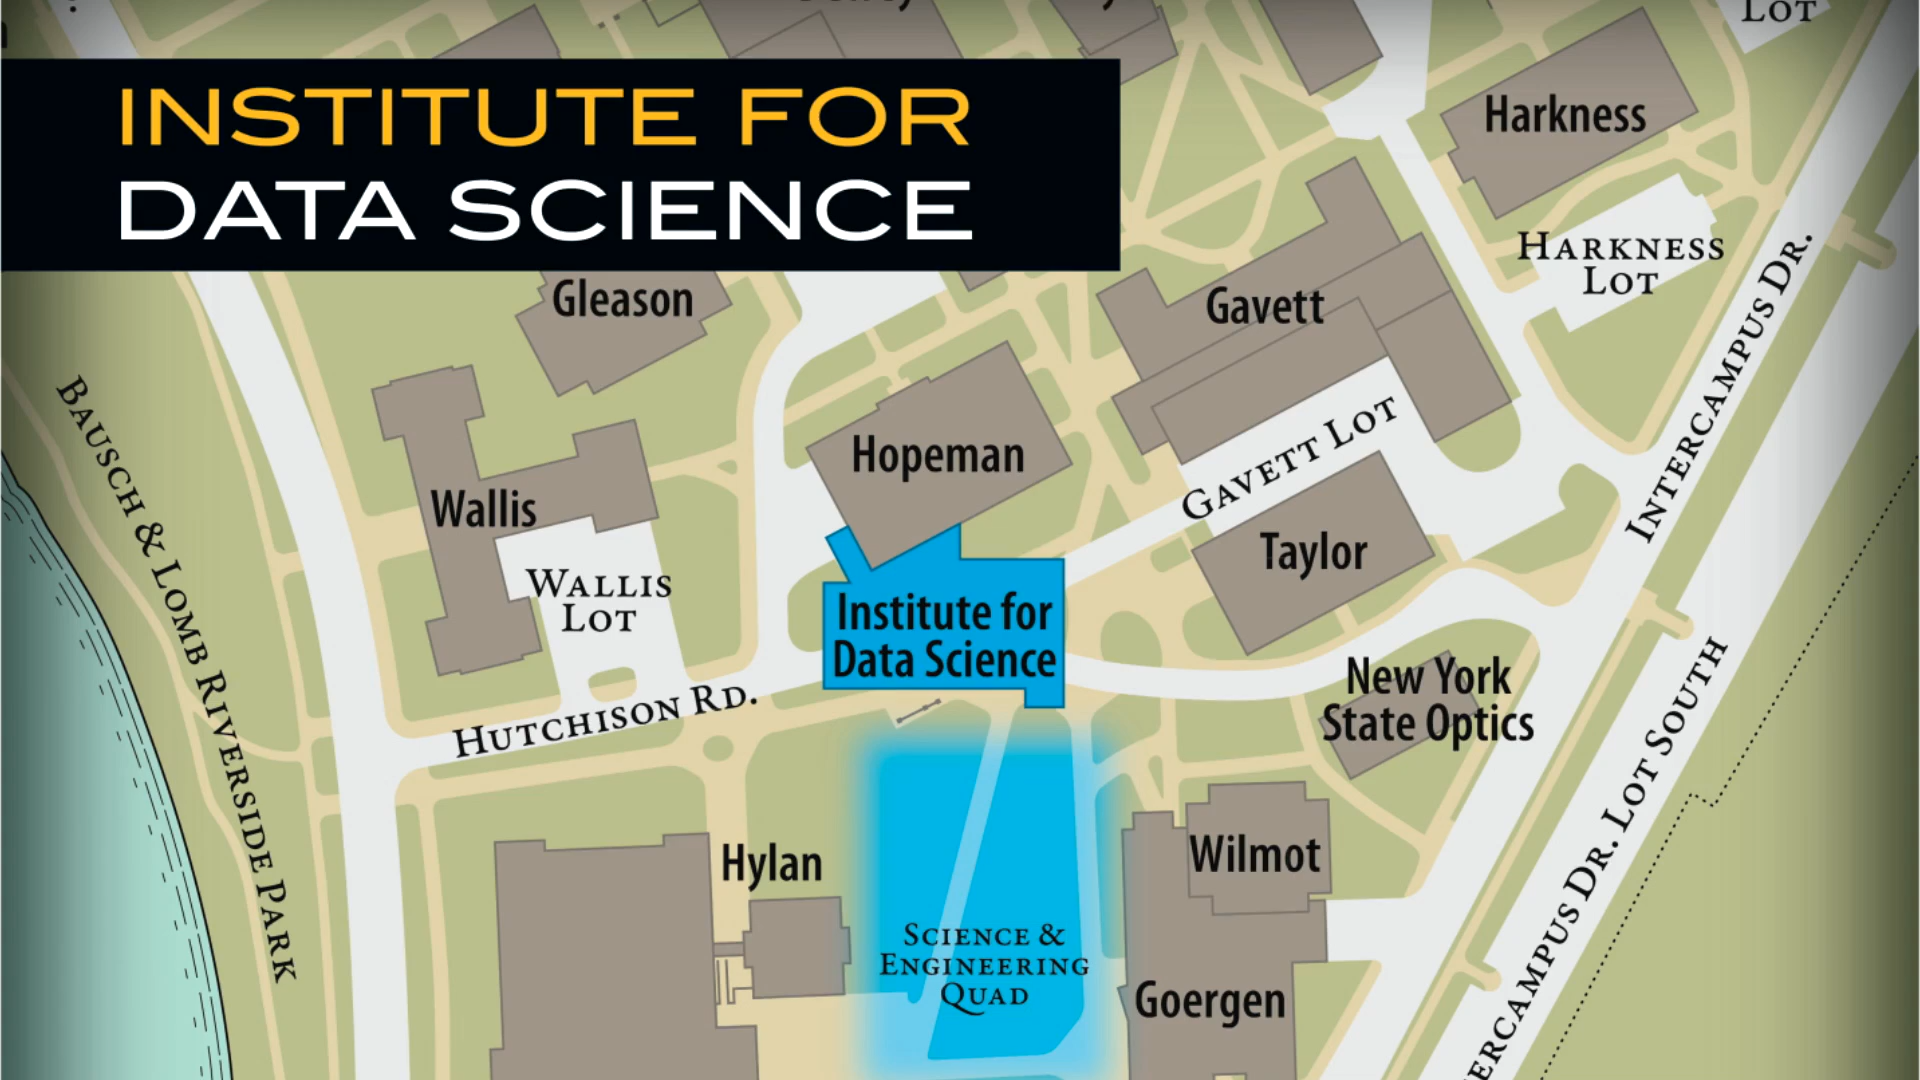 LOT
INSTITUTE FOR
DATA SCIENCE
Harkness
HARKNESS
LOT
Gleason
Gavett
INTERCAMPUS DR.
BAUSCH & LOMB RIVERSIDE PARK
Hopeman
GAVETT LOT
Wallis
Taylor
WALLIS
LOT
Institute for
Data Science
HUTCHISON RD.
New York
State Optics
INTERCAMPUS DR. LOT SOUTH
Hylan
Wilmot
SCIENCE &
ENGINEERING
QUAD
Goergen